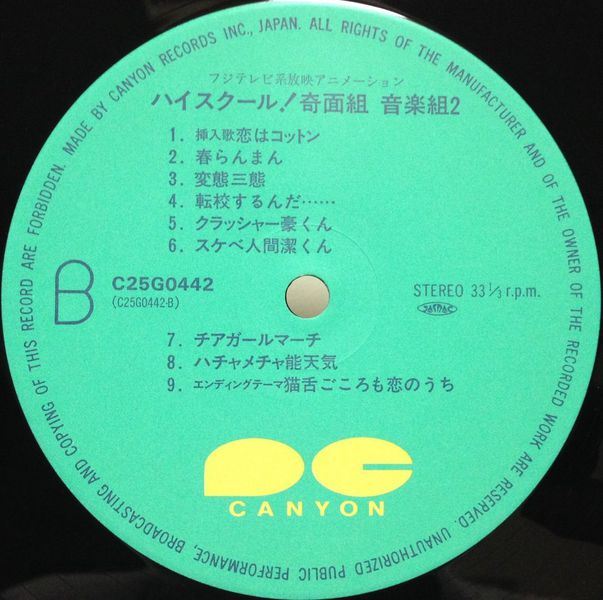 MADE BY CANYON RECORDS INC., JAPAN. ALL RIGHTS OF THE MANUFACTURER AND OF THE OWNER OF THE RECORDED WORK ARE RESERVED. UNAUTHORIZED PUBLIC PERFORMANCE, BROADCASTING AND COPYING OF THIS RECORD ARE FORBIDDEN.
フジテレビ系放映アニメーション
ハイスクール!奇面組 音楽組2
1. 挿入歌恋はコットン
2. 春らんまん
3. 変態三態
4. 転校するんだ……
5. クラッシャー豪くん
6. スケベ人間潔くん
B
C25G0442
(C25G0442-B)
STEREO 33 1/3 r.p.m.
JASRAC
7. チアガールマーチ
8. ハチャメチャ能天気
9. エンディングテーマ猫舌ごころも恋のうち
CANYON